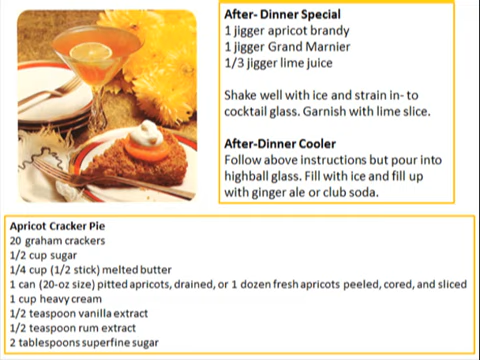 After- Dinner Special
1 jigger apricot brandy
1 jigger Grand Marnier
1/3 jigger lime juice
Shake well with ice and strain in- to
cocktail glass. Garnish with lime slice.
After-Dinner Cooler
Follow above instructions but pour into
highball glass. Fill with ice and fill up
with ginger ale or club soda.
Apricot Cracker Pie
20 graham crackers
1/2 cup sugar
1/4 cup (1/2 stick) melted butter
1 can (20-oz size) pitted apricots, drained, or 1 dozen fresh apricots peeled, cored, and sliced
1 cup heavy cream
1/2 teaspoon vanilla extract
1/2 teaspoon rum extract
2 tablespoons superfine sugar